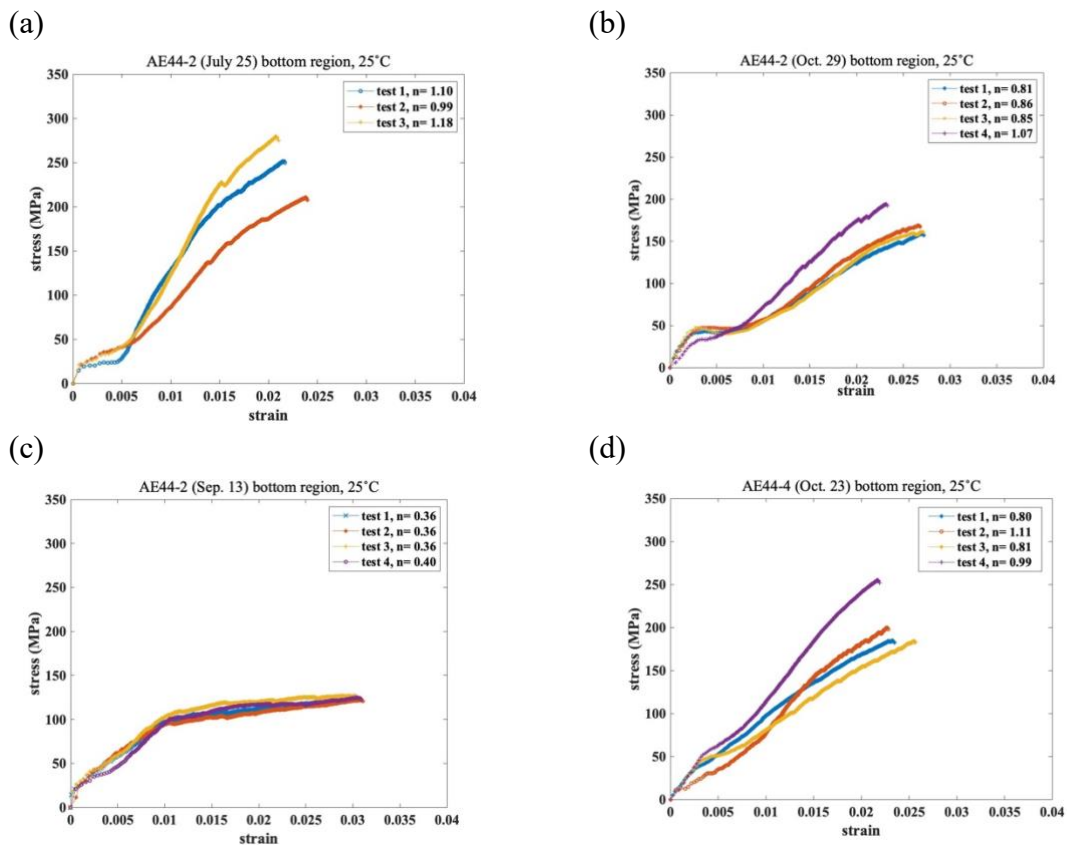 (a)
AE44-2 (July 25) bottom region, 25˚C
350
300
250
200
150
100
50
0
stress (MPa)
test 1, n= 1.10
test 2, n= 0.99
test 3, n= 1.18
0 0.005 0.01 0.015 0.02 0.025 0.03 0.035 0.04
strain
(b)
AE44-2 (Oct. 29) bottom region, 25˚C
350
300
250
200
150
100
50
0
stress (MPa)
test 1, n= 0.81
test 2, n= 0.86
test 3, n= 0.85
test 4, n= 1.07
0 0.005 0.01 0.015 0.02 0.025 0.03 0.035 0.04
strain
(c)
AE44-2 (Sep. 13) bottom region, 25˚C
350
300
250
200
150
100
50
0
stress (MPa)
test 1, n= 0.36
test 2, n= 0.36
test 3, n= 0.36
test 4, n= 0.40
0 0.005 0.01 0.015 0.02 0.025 0.03 0.035 0.04
strain
(d)
AE44-4 (Oct. 23) bottom region, 25˚C
350
300
250
200
150
100
50
0
stress (MPa)
test 1, n= 0.80
test 2, n= 1.11
test 3, n= 0.81
test 4, n= 0.99
0 0.005 0.01 0.015 0.02 0.025 0.03 0.035 0.04
strain